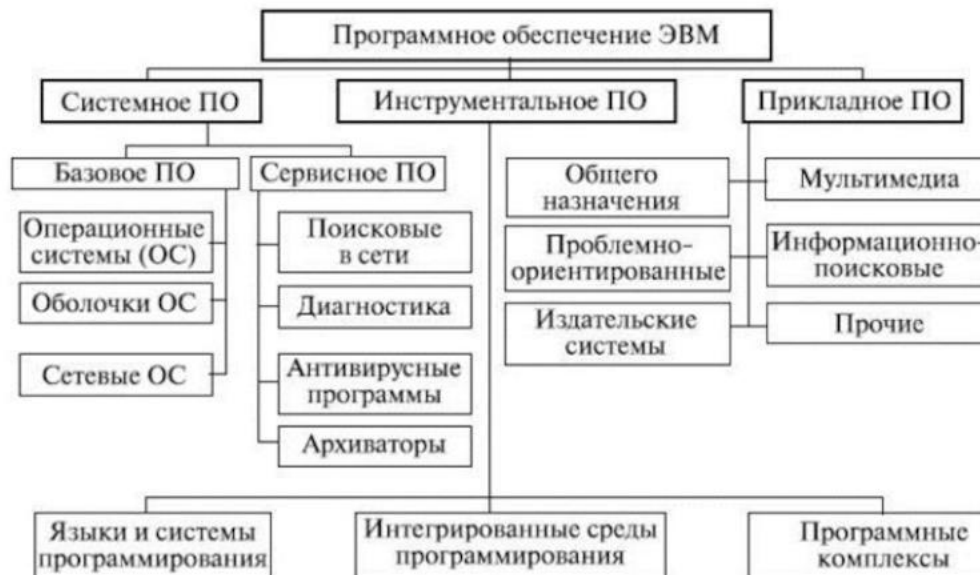 Программное обеспечение ЭВМ
Системное ПО
Инструментальное ПО
Прикладное ПО
Базовое ПО
Сервисное ПО
Операционные
системы (ОС)
Оболочки ОС
Сетевые ОС
Поисковые
в сети
Диагностика
Антивирусные
программы
Архиваторы
Общего
назначения
Мультимедиа
Проблемно-
ориентированные
Информационно-
поисковые
Издательские
системы
Прочие
Языки и системы
программирования
Интегрированные среды
программирования
Программные
комплексы